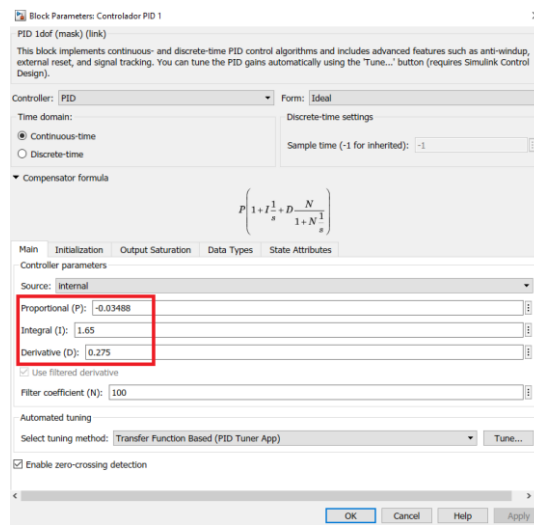 Block Parameters: Controlador PID 1
PID 1dof (mask) (link)
This block implements continuous- and discrete-time PID control algorithms and includes advanced features such as anti-windup,
external reset, and signal tracking. You can tune the PID gains automatically using the 'Tune...' button (requires Simulink Control
Design).
Controller: PID Form: Ideal
Time domain: Discrete-time settings
Continuous-time
Sample time (-1 for inherited): -1
Discrete-time
Compensator formula
P(1+I 1/s+D N/(1+N 1/s))
Main Initialization Output Saturation Data Types State Attributes
Controller parameters
Source: internal
Proportional (P): -0.03488
Integral (I): 1.65
Derivative (D): 0.275
Use filtered derivative
Filter coefficient (N): 100
Automated tuning
Select tuning method: Transfer Function Based (PID Tuner App) Tune...
Enable zero-crossing detection
OK Cancel Help Apply